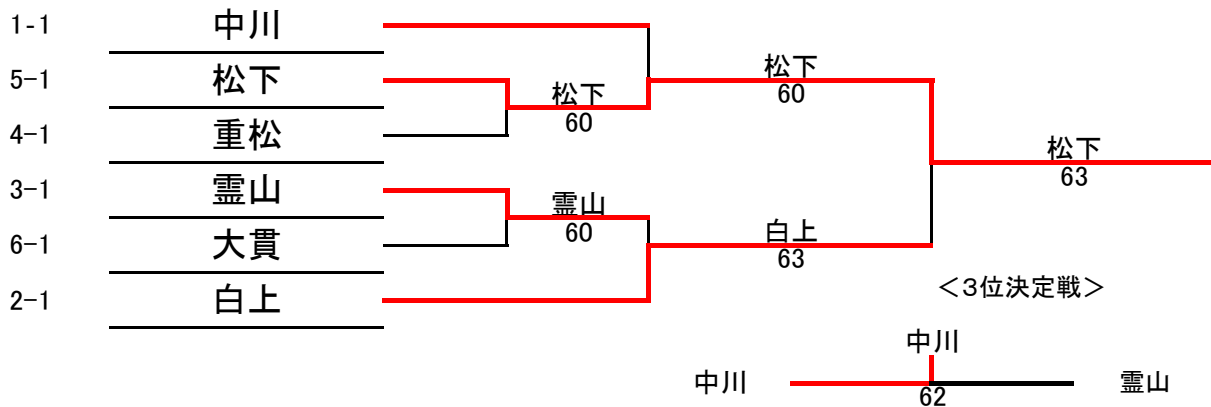 1-1 中川
5-1 松下 松下
松下 60
4-1 重松 60
松下
3-1 霊山 63
霊山
6-1 大貫 60 白上
63
2-1 白上 <3位決定戦>
中川
中川 霊山
62